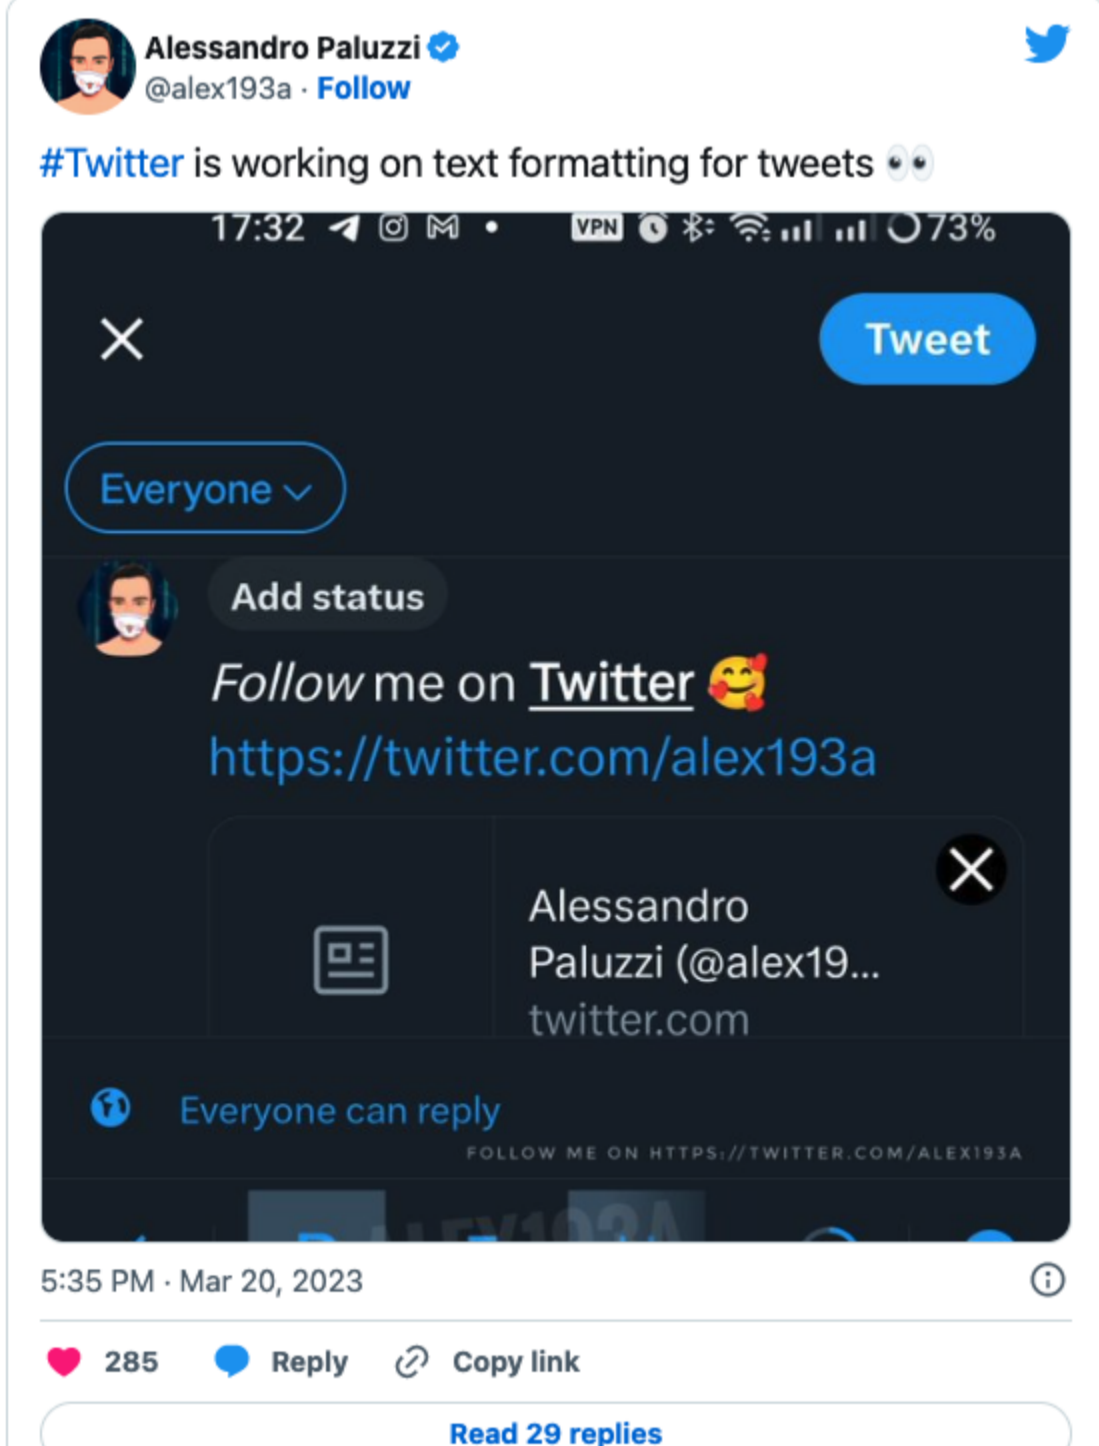 Alessandro Paluzzi
@alex193a · Follow
#Twitter is working on text formatting for tweets 👀
17:32 VPN 73%
Tweet
Everyone
Add status
Follow me on Twitter 🥰
https://twitter.com/alex193a
Alessandro
Paluzzi (@alex19...
twitter.com
Everyone can reply
FOLLOW ME ON HTTPS://TWITTER.COM/ALEX193A
ALEX193A
5:35 PM · Mar 20, 2023
285 Reply Copy link
Read 29 replies